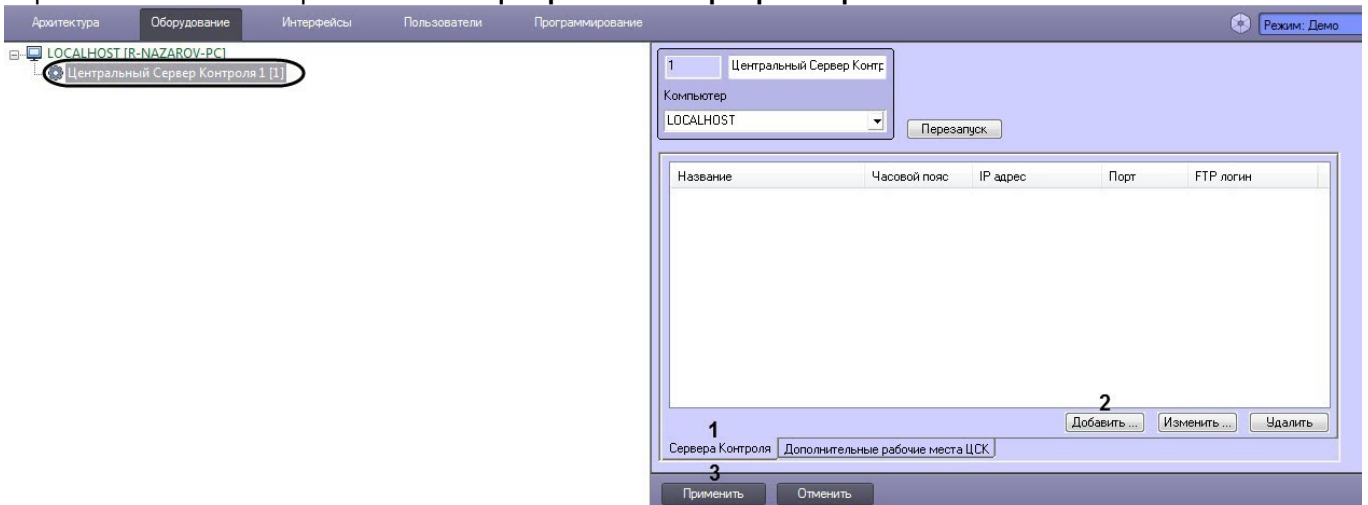 Архитектура Оборудование Интерфейсы Пользователи Программирование Режим: Демо
LOCALHOST [R-NAZAROV-PC]
Центральный Сервер Контроля 1 [1]
1 Центральный Сервер Контр
Компьютер
LOCALHOST
Перезапуск
Название Часовой пояс IP адрес Порт FTP логин
2
Добавить ... Изменить ... Удалить
1
Сервера Контроля Дополнительные рабочие места ЦСК
3
Применить Отменить